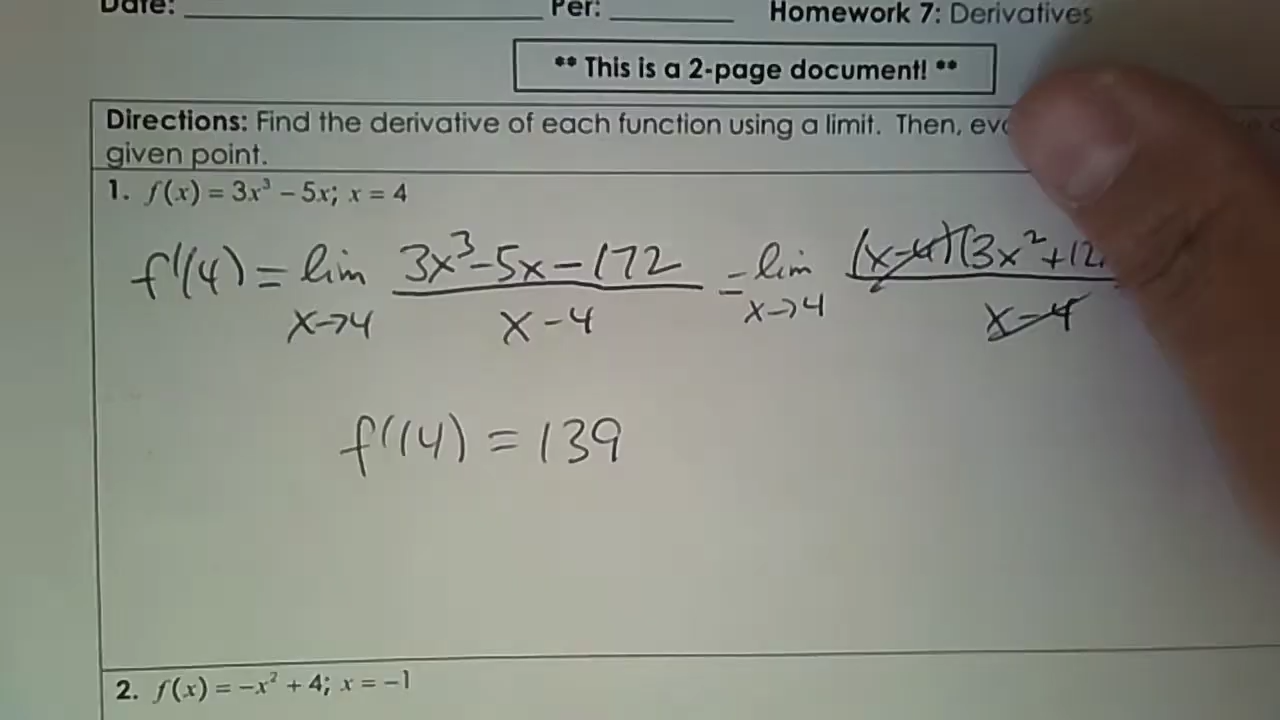 Date: ____________ Per: ______ Homework 7: Derivatives
** This is a 2-page document! **
Directions: Find the derivative of each function using a limit. Then,
given point.
1. f(x) = 3x³ – 5x; x = 4
f'(4) = lim 3x³-5x-172 = lim (x-4)(3x²+12
x→4 x-4 x→4 x-4
f'(4) = 139
2. f(x) = –x² + 4; x = –1